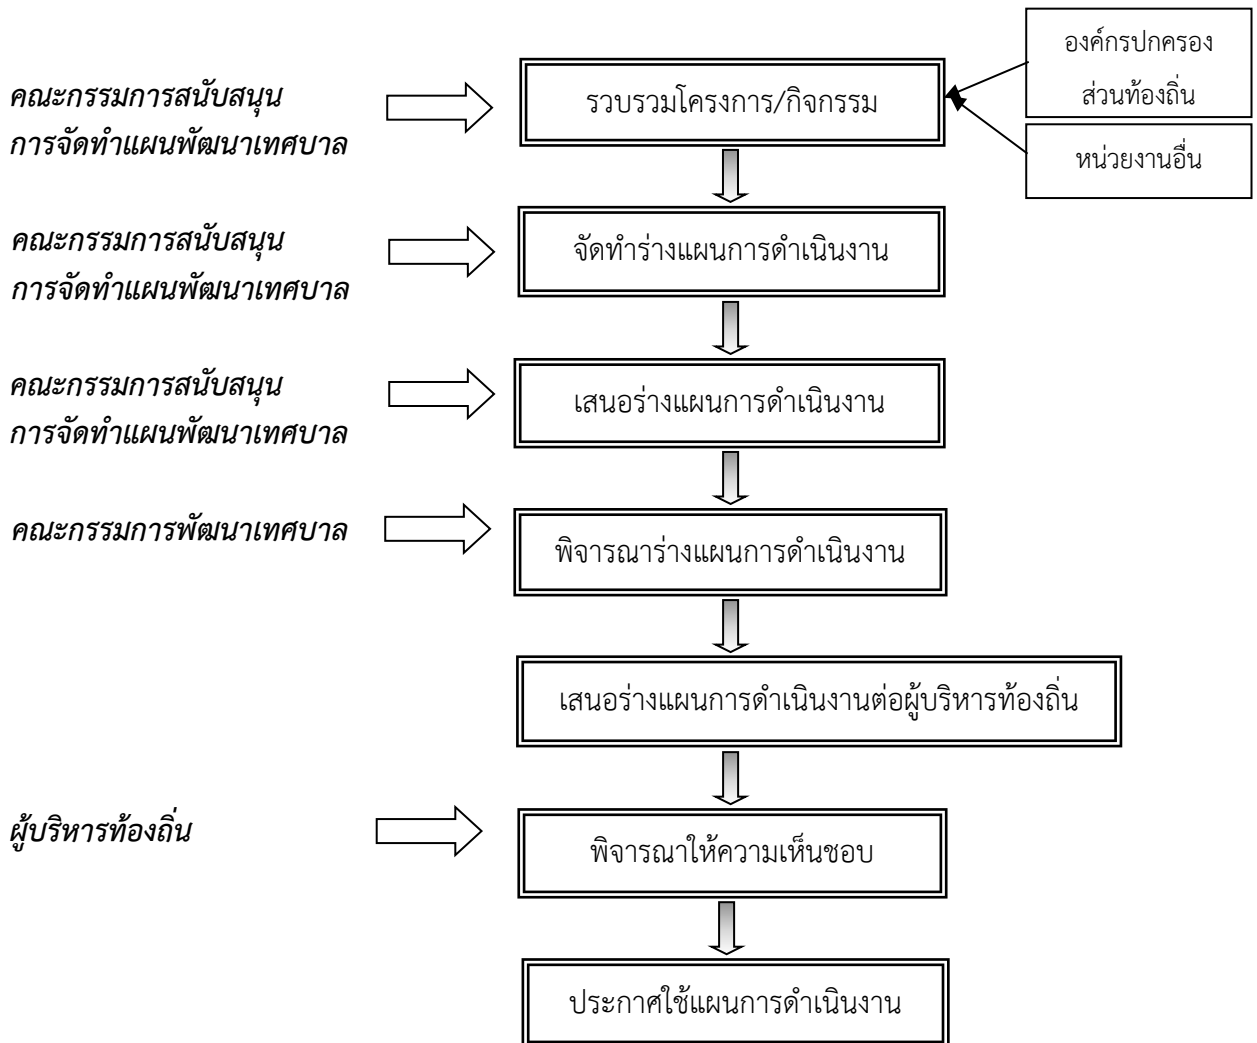 องค์กรปกครอง
ส่วนท้องถิ่น
คณะกรรมการสนับสนุน
การจัดทำแผนพัฒนาเทศบาล
รวบรวมโครงการ/กิจกรรม
หน่วยงานอื่น
คณะกรรมการสนับสนุน
การจัดทำแผนพัฒนาเทศบาล
จัดทำร่างแผนการดำเนินงาน
คณะกรรมการสนับสนุน
การจัดทำแผนพัฒนาเทศบาล
เสนอร่างแผนการดำเนินงาน
คณะกรรมการพัฒนาเทศบาล
พิจารณาร่างแผนการดำเนินงาน
เสนอร่างแผนการดำเนินงานต่อผู้บริหารท้องถิ่น
ผู้บริหารท้องถิ่น
พิจารณาให้ความเห็นชอบ
ประกาศใช้แผนการดำเนินงาน